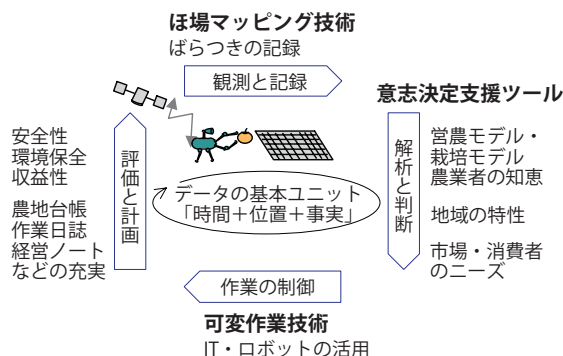 ほ場マッピング技術
ばらつきの記録
観測と記録
意志決定支援ツール
解析と判断
営農モデル・
栽培モデル
農業者の知恵
地域の特性
市場・消費者
のニーズ
データの基本ユニット
「時間＋位置＋事実」
作業の制御
可変作業技術
IT・ロボットの活用
評価と計画
安全性
環境保全
収益性
農地台帳
作業日誌
経営ノート
などの充実